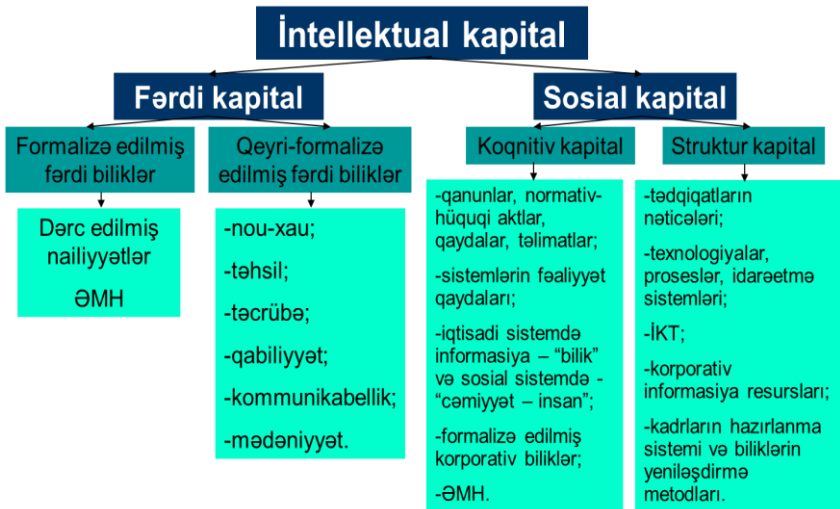 İntellektual kapital
Fərdi kapital
Sosial kapital
Formalizə edilmiş
fərdi biliklər
Qeyri-formalizə
edilmiş fərdi biliklər
Koqnitiv kapital
Struktur kapital
Dərc edilmiş
nailiyyətlər
ƏMH
-nou-xau;
-təhsil;
-təcrübə;
-qabiliyyət;
-kommunikabellik;
-mədəniyyət.
-qanunlar, normativ-
hüquqi aktlar,
qaydalar, təlimatlar;
-sistemlərin fəaliyyət
qaydaları;
-iqtisadi sistemdə
informasiya – “bilik”
və sosial sistemdə -
“cəmiyyət – insan”;
-formalizə edilmiş
korporativ biliklər;
-ƏMH.
-tədqiqatların
nəticələri;
-texnologiyalar,
proseslər, idarəetmə
sistemləri;
-İKT;
-korporativ
informasiya resursları;
-kadrların hazırlanma
sistemi və biliklərin
yeniləşdirmə
metodları.